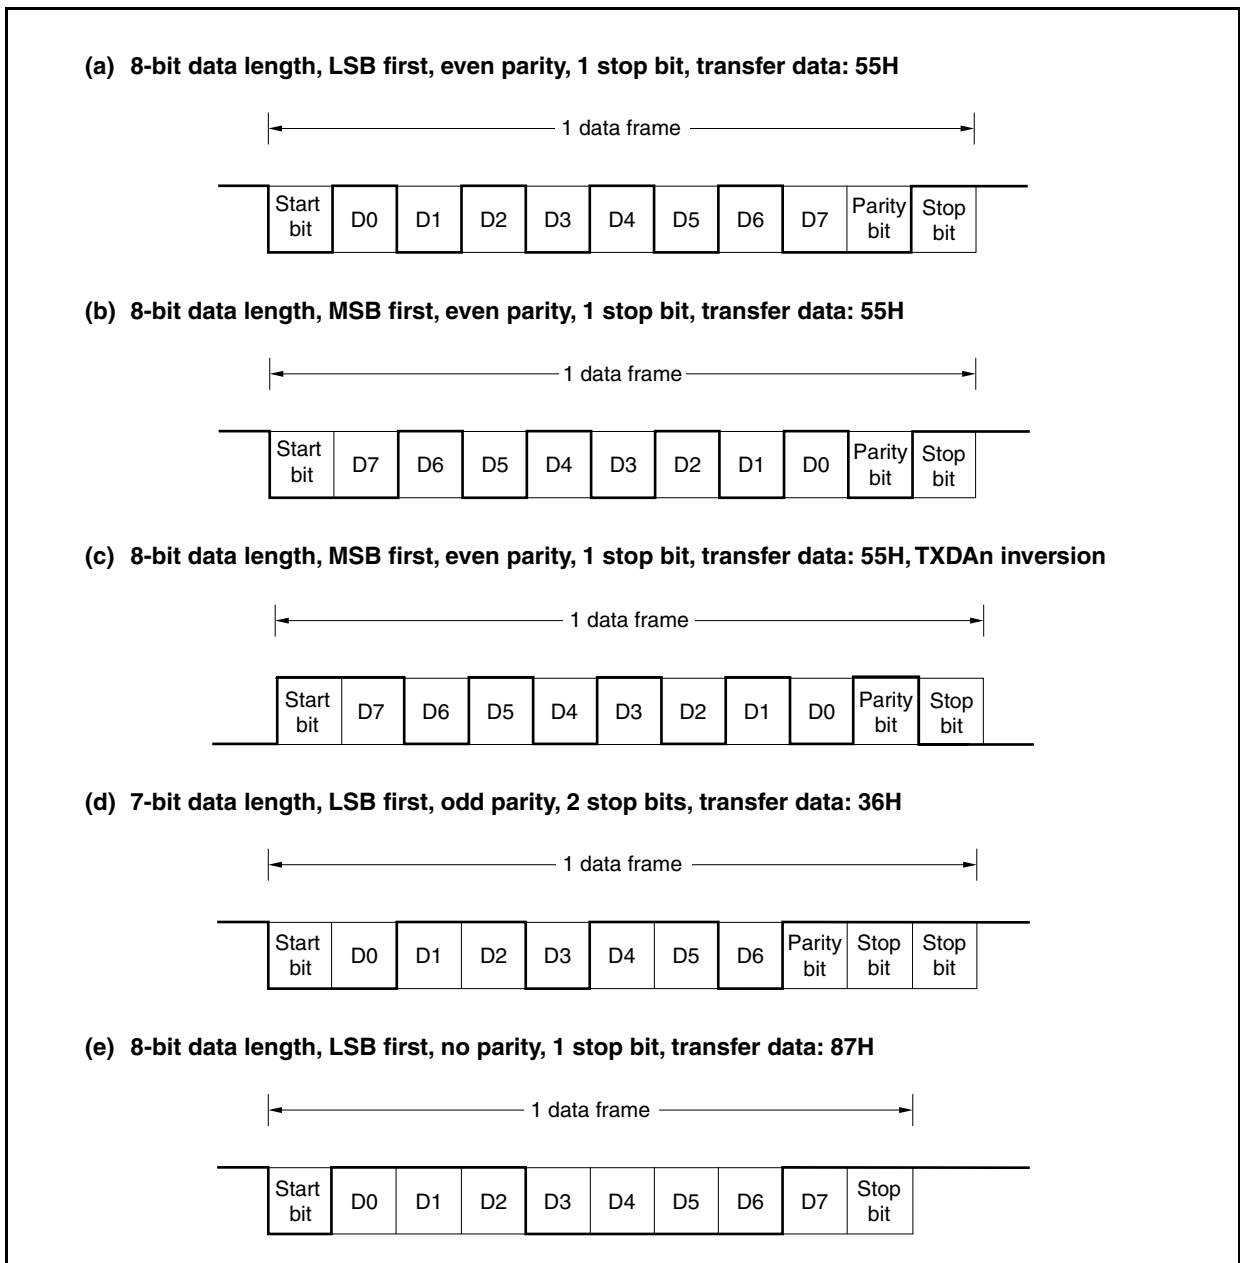 (a) 8-bit data length, LSB first, even parity, 1 stop bit, transfer data: 55H
1 data frame
Start bit D0 D1 D2 D3 D4 D5 D6 D7 Parity bit Stop bit
(b) 8-bit data length, MSB first, even parity, 1 stop bit, transfer data: 55H
1 data frame
Start bit D7 D6 D5 D4 D3 D2 D1 D0 Parity bit Stop bit
(c) 8-bit data length, MSB first, even parity, 1 stop bit, transfer data: 55H, TXDAn inversion
1 data frame
Start bit D7 D6 D5 D4 D3 D2 D1 D0 Parity bit Stop bit
(d) 7-bit data length, LSB first, odd parity, 2 stop bits, transfer data: 36H
1 data frame
Start bit D0 D1 D2 D3 D4 D5 D6 Parity bit Stop bit Stop bit
(e) 8-bit data length, LSB first, no parity, 1 stop bit, transfer data: 87H
1 data frame
Start bit D0 D1 D2 D3 D4 D5 D6 D7 Stop bit